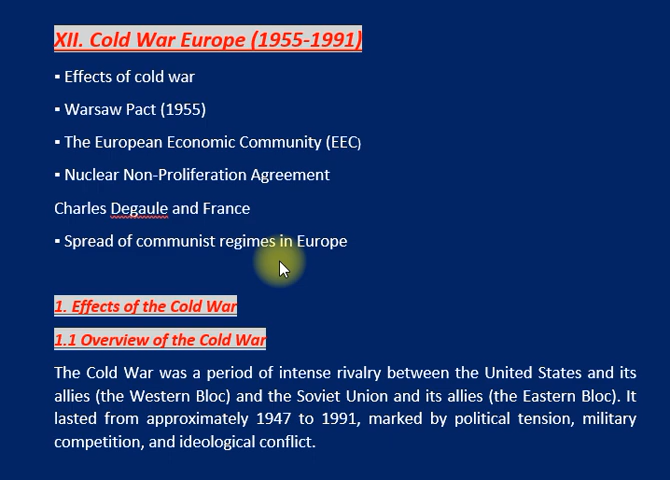 XII. Cold War Europe (1955-1991)
▪ Effects of cold war
▪ Warsaw Pact (1955)
▪ The European Economic Community (EEC)
▪ Nuclear Non-Proliferation Agreement
Charles Degaule and France
▪ Spread of communist regimes in Europe
1. Effects of the Cold War
1.1 Overview of the Cold War
The Cold War was a period of intense rivalry between the United States and its
allies (the Western Bloc) and the Soviet Union and its allies (the Eastern Bloc). It
lasted from approximately 1947 to 1991, marked by political tension, military
competition, and ideological conflict.